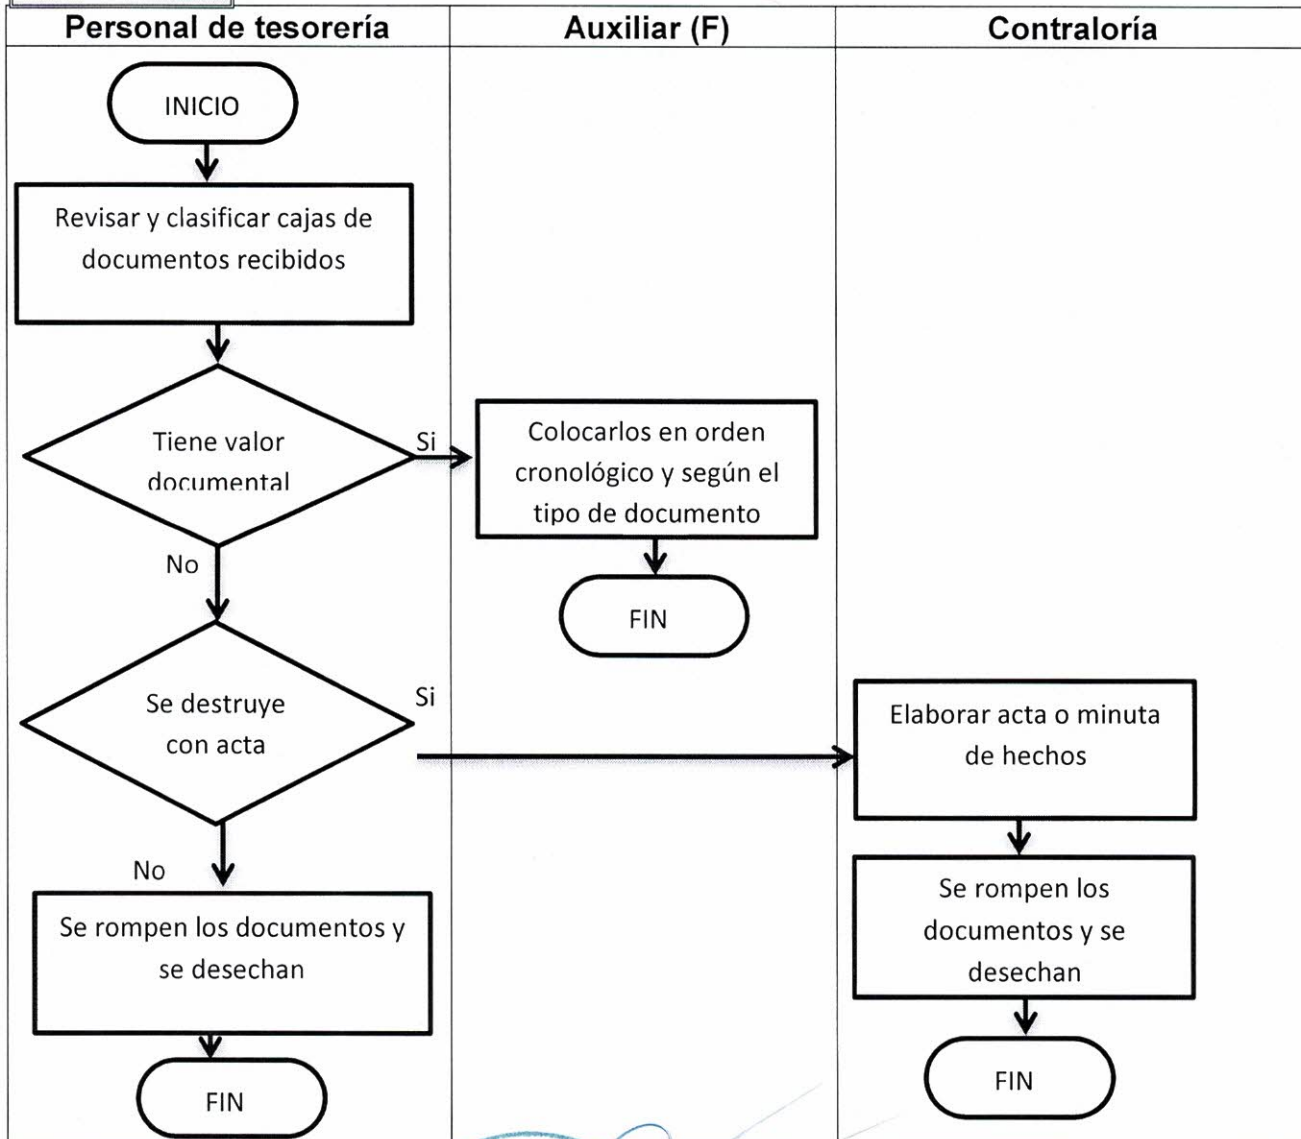 Personal de tesorería
Auxiliar (F)
Contraloría
INICIO
Revisar y clasificar cajas de
documentos recibidos
Tiene valor
documental
Si
Colocarlos en orden
cronológico y según el
tipo de documento
No
FIN
Se destruye
con acta
Si
Elaborar acta o minuta
de hechos
No
Se rompen los documentos y
se desechan
Se rompen los
documentos y se
desechan
FIN
FIN